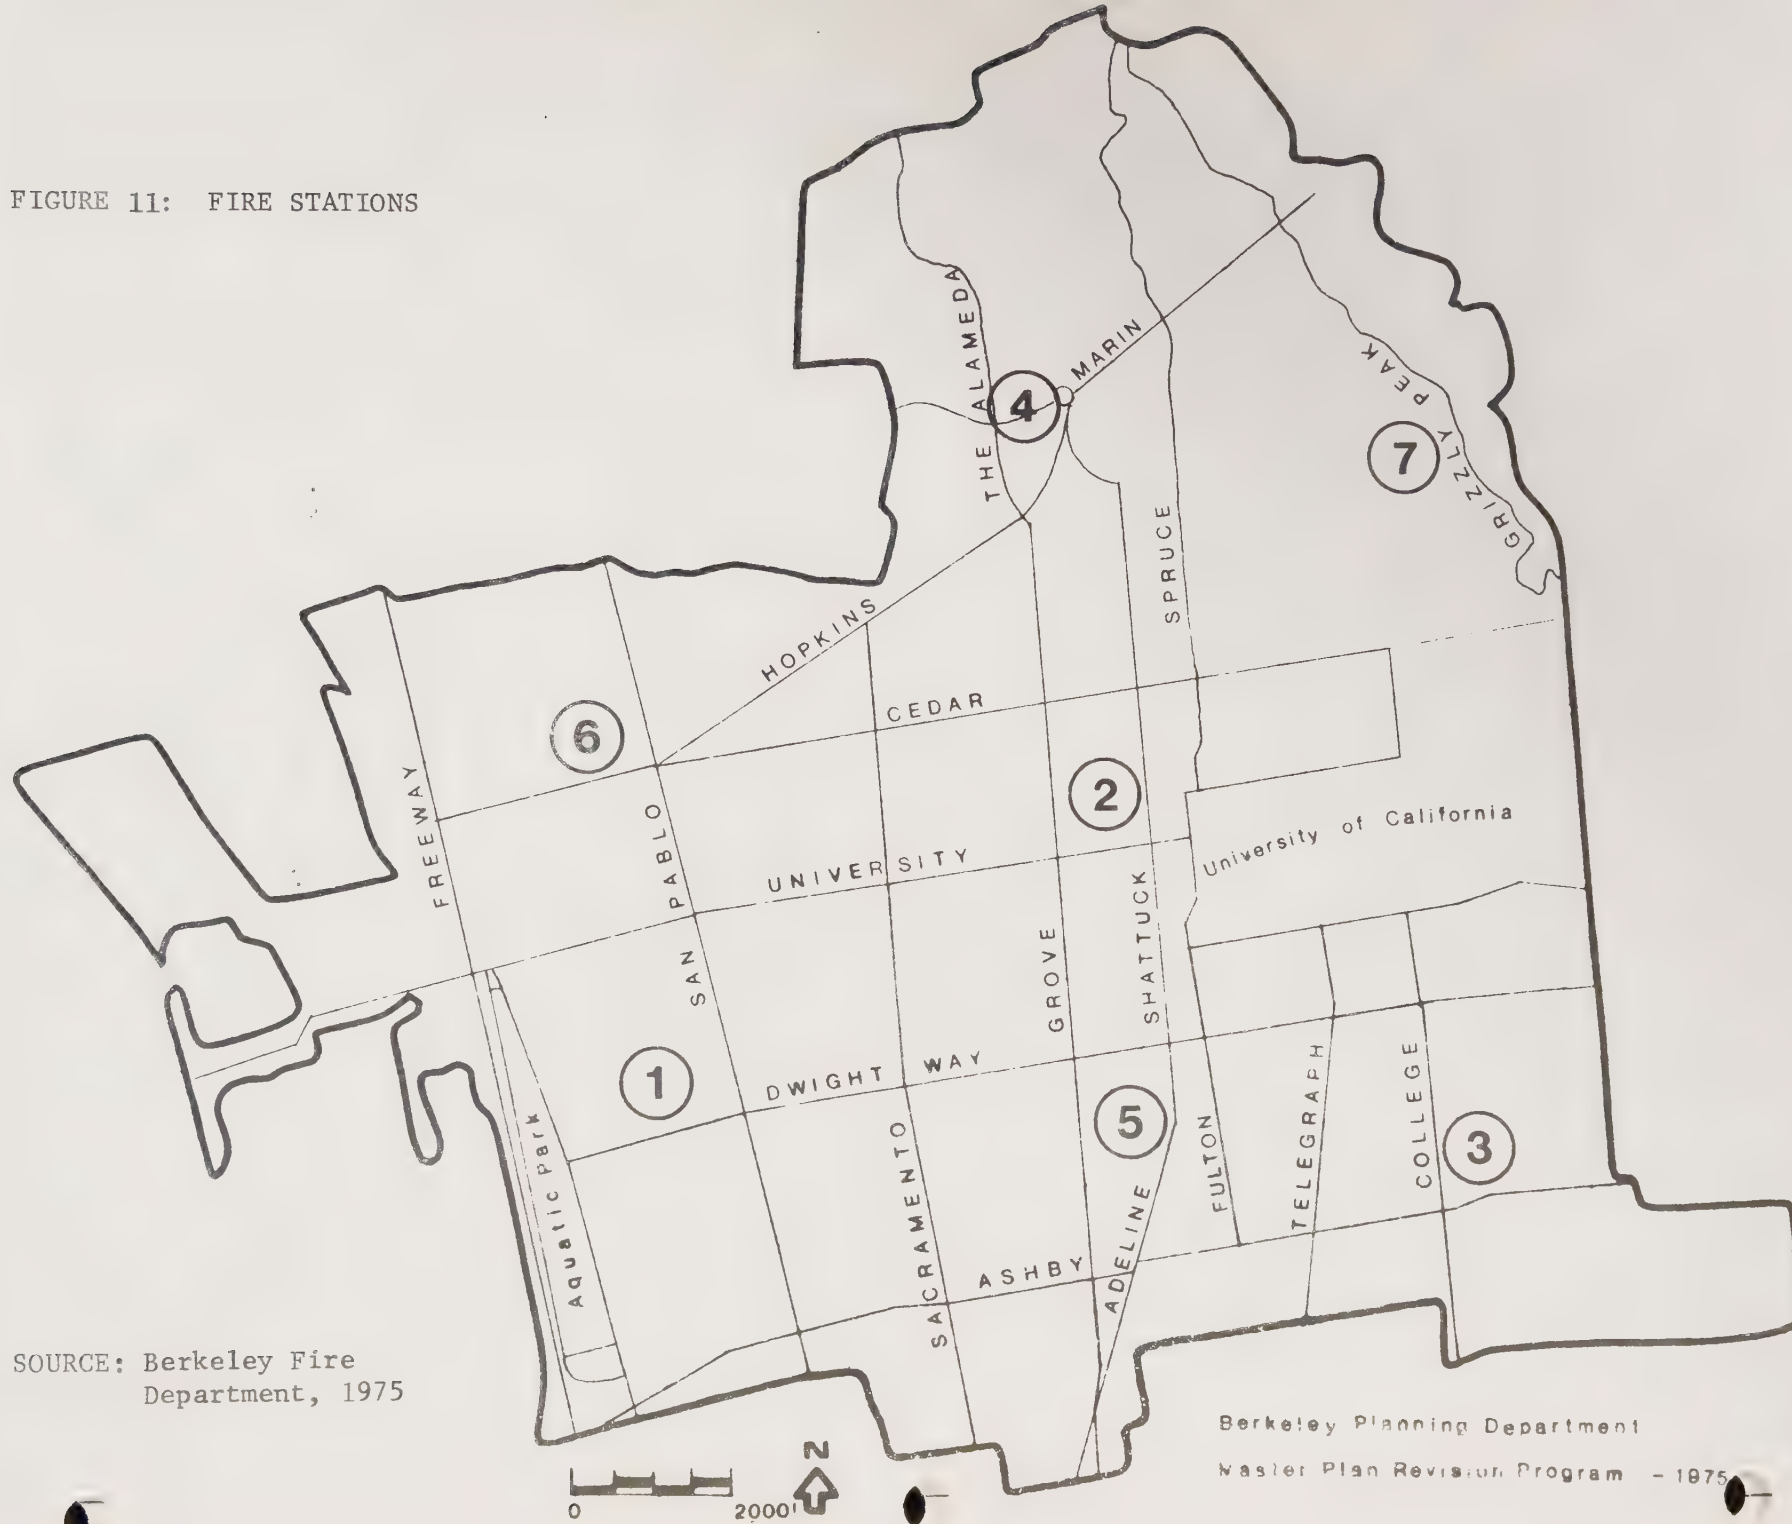 FIGURE 11: FIRE STATIONS
THE ALAMEDA
MARIN
4
GRIZZLY PEAK
7
SPRUCE
HOPKINS
CEDAR
6
2
FREEWAY
SAN PABLO
UNIVERSITY
University of California
GROVE
SHATTUCK
1
DWIGHT WAY
5
3
Aquatic Park
SACRAMENTO
FULTON
TELEGRAPH
COLLEGE
ADELINE
ASHBY
SOURCE: Berkeley Fire
Department, 1975
Berkeley Planning Department
Master Plan Revision Program - 1975
N
0 2000'